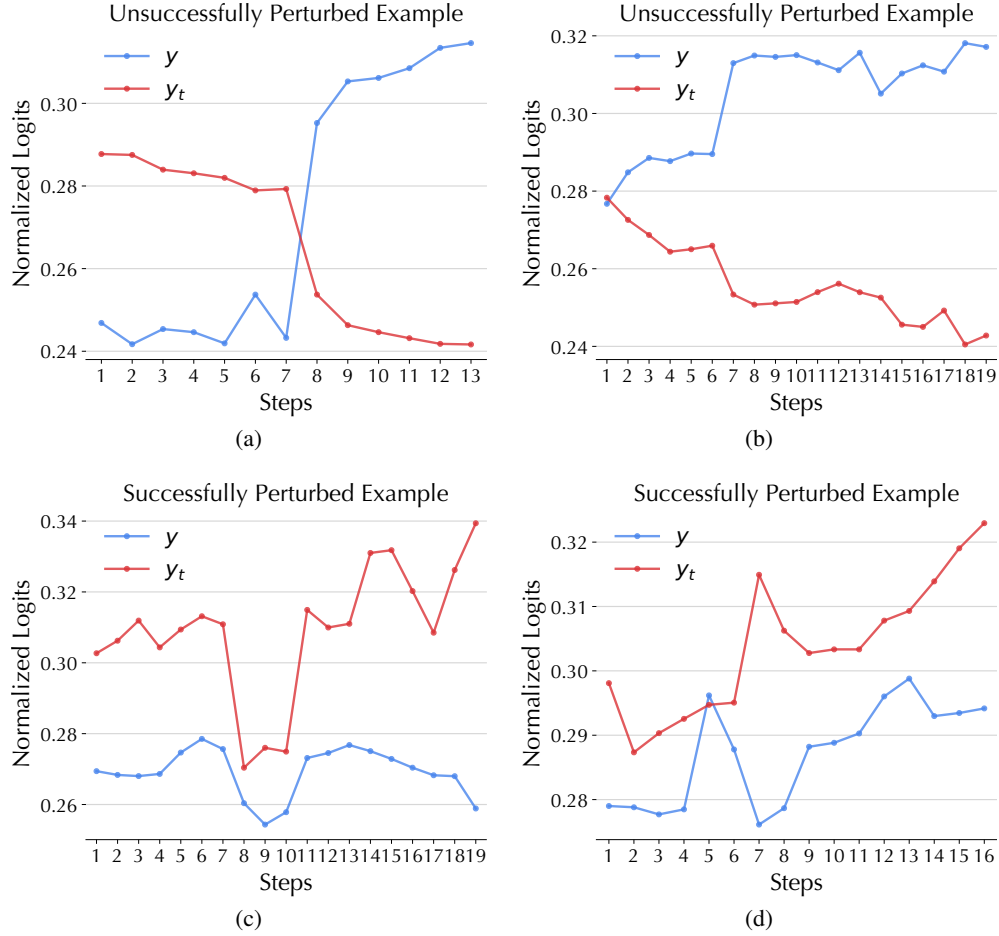 Unsuccessfully Perturbed Example
y
y_t
Normalized Logits
0.30
0.28
0.26
0.24
1 2 3 4 5 6 7 8 9 10 11 12 13
Steps
(a)
Unsuccessfully Perturbed Example
y
y_t
Normalized Logits
0.32
0.30
0.28
0.26
0.24
1 2 3 4 5 6 7 8 9 10 11 12 13 14 15 16 17 18 19
Steps
(b)
Successfully Perturbed Example
y
y_t
Normalized Logits
0.34
0.32
0.30
0.28
0.26
1 2 3 4 5 6 7 8 9 10 11 12 13 14 15 16 17 18 19
Steps
(c)
Successfully Perturbed Example
y
y_t
Normalized Logits
0.32
0.31
0.30
0.29
0.28
1 2 3 4 5 6 7 8 9 10 11 12 13 14 15 16
Steps
(d)